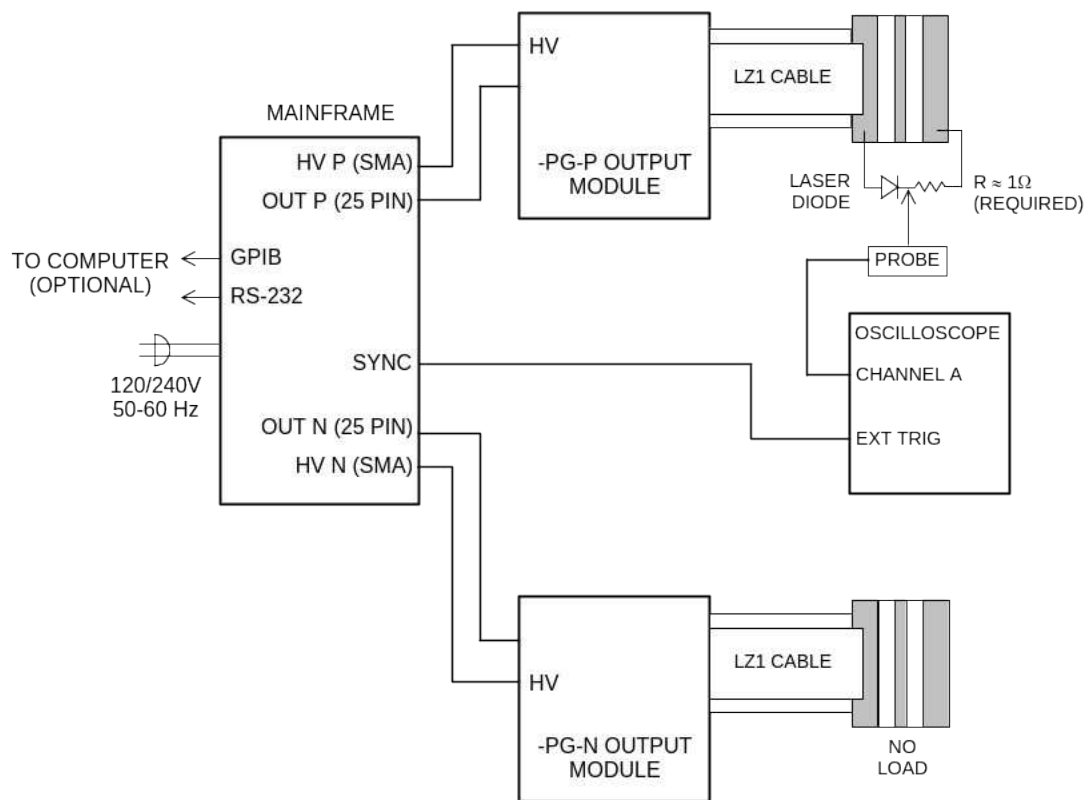 HV
LZ1 CABLE
MAINFRAME
HV P (SMA)
-PG-P OUTPUT
MODULE
OUT P (25 PIN)
LASER
DIODE
R ≈ 1Ω
(REQUIRED)
TO COMPUTER
(OPTIONAL)
GPIB
RS-232
PROBE
OSCILLOSCOPE
SYNC
CHANNEL A
120/240V
50-60 Hz
OUT N (25 PIN)
EXT TRIG
HV N (SMA)
LZ1 CABLE
HV
-PG-N OUTPUT
MODULE
NO
LOAD